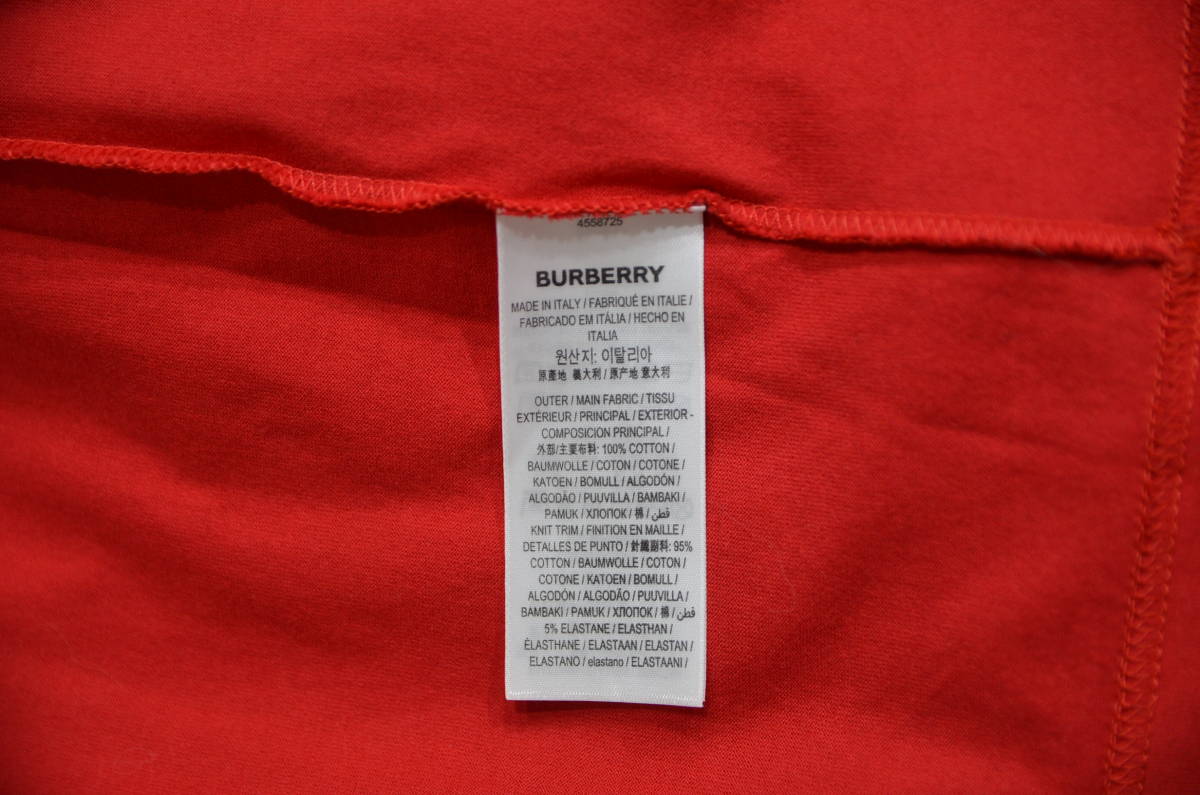 4558725
BURBERRY
MADE IN ITALY / FABRIQUÉ EN ITALIE /
FABRICADO EM ITÁLIA / HECHO EN
ITALIA
원산지: 이탈리아
原產地 義大利 / 原产地 意大利
OUTER / MAIN FABRIC / TISSU
EXTÉRIEUR / PRINCIPAL / EXTERIOR -
COMPOSICIÓN PRINCIPAL /
外部/主要布料: 100% COTTON /
BAUMWOLLE / COTON / COTONE /
KATOEN / BOMULL / ALGODÓN /
ALGODÃO / PUUVILLA / BAMBAKI /
PAMUK / ХЛОПОК / 棉 / قطن
KNIT TRIM / FINITION EN MAILLE /
DETALLES DE PUNTO / 針織副料: 95%
COTTON / BAUMWOLLE / COTON /
COTONE / KATOEN / BOMULL /
ALGODÓN / ALGODÃO / PUUVILLA /
BAMBAKI / PAMUK / ХЛОПОК / 棉 / قطن
5% ELASTANE / ELASTHAN /
ÉLASTHANE / ELASTAAN / ELASTAN /
ELASTANO / elastano / ELASTAANI /